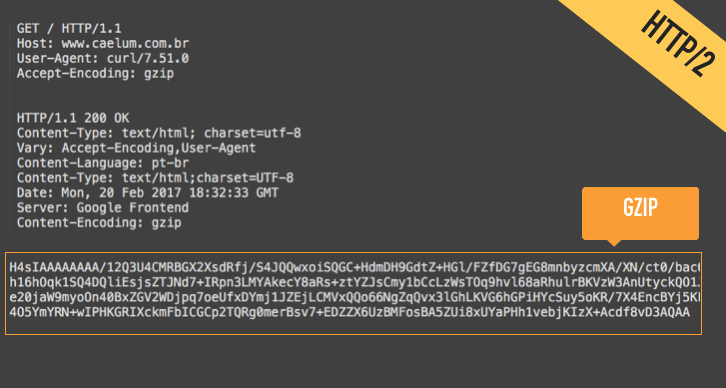 GET / HTTP/1.1
Host: www.caelum.com.br
User-Agent: curl/7.51.0
Accept-Encoding: gzip
HTTP/2
HTTP/1.1 200 OK
Content-Type: text/html; charset=utf-8
Vary: Accept-Encoding,User-Agent
Content-Language: pt-br
Content-Type: text/html;charset=UTF-8
Date: Mon, 20 Feb 2017 18:32:33 GMT
Server: Google Frontend
Content-Encoding: gzip
GZIP
H4sIAAAAAAAA/12Q3U4CMRBGX2XsdRfj/S4JQQwxoiSQGC+HdmDH9GdtZ+HGl/FZfDG7gEG8mnbyzcmXA/XN/ct0/bac
h16hOqk1SQ4DQliEsjsZTJNd7+IRpn3LMYAkecY8aRs+ztYZJsCmy1bCcLzWsTOq9hvl68aRhulrBKVzW3AnUtyckQO1J
e20jaW9myoOn40BxZGV2WDjpq7oeUfxDYmj1JZEjLCMVxQQo66NgZqQvx3lGhLKVG6hGPiHYcSuy5oKR/7X4EncBYj5K
4O5YmYRN+wIPHKGRIXckmFbICGCp2TQRg0merBsv7+EDZZX6UzBMFosBA5ZUi8xUYaPHh1vebjKIzX+Acdf8vD3AQAA